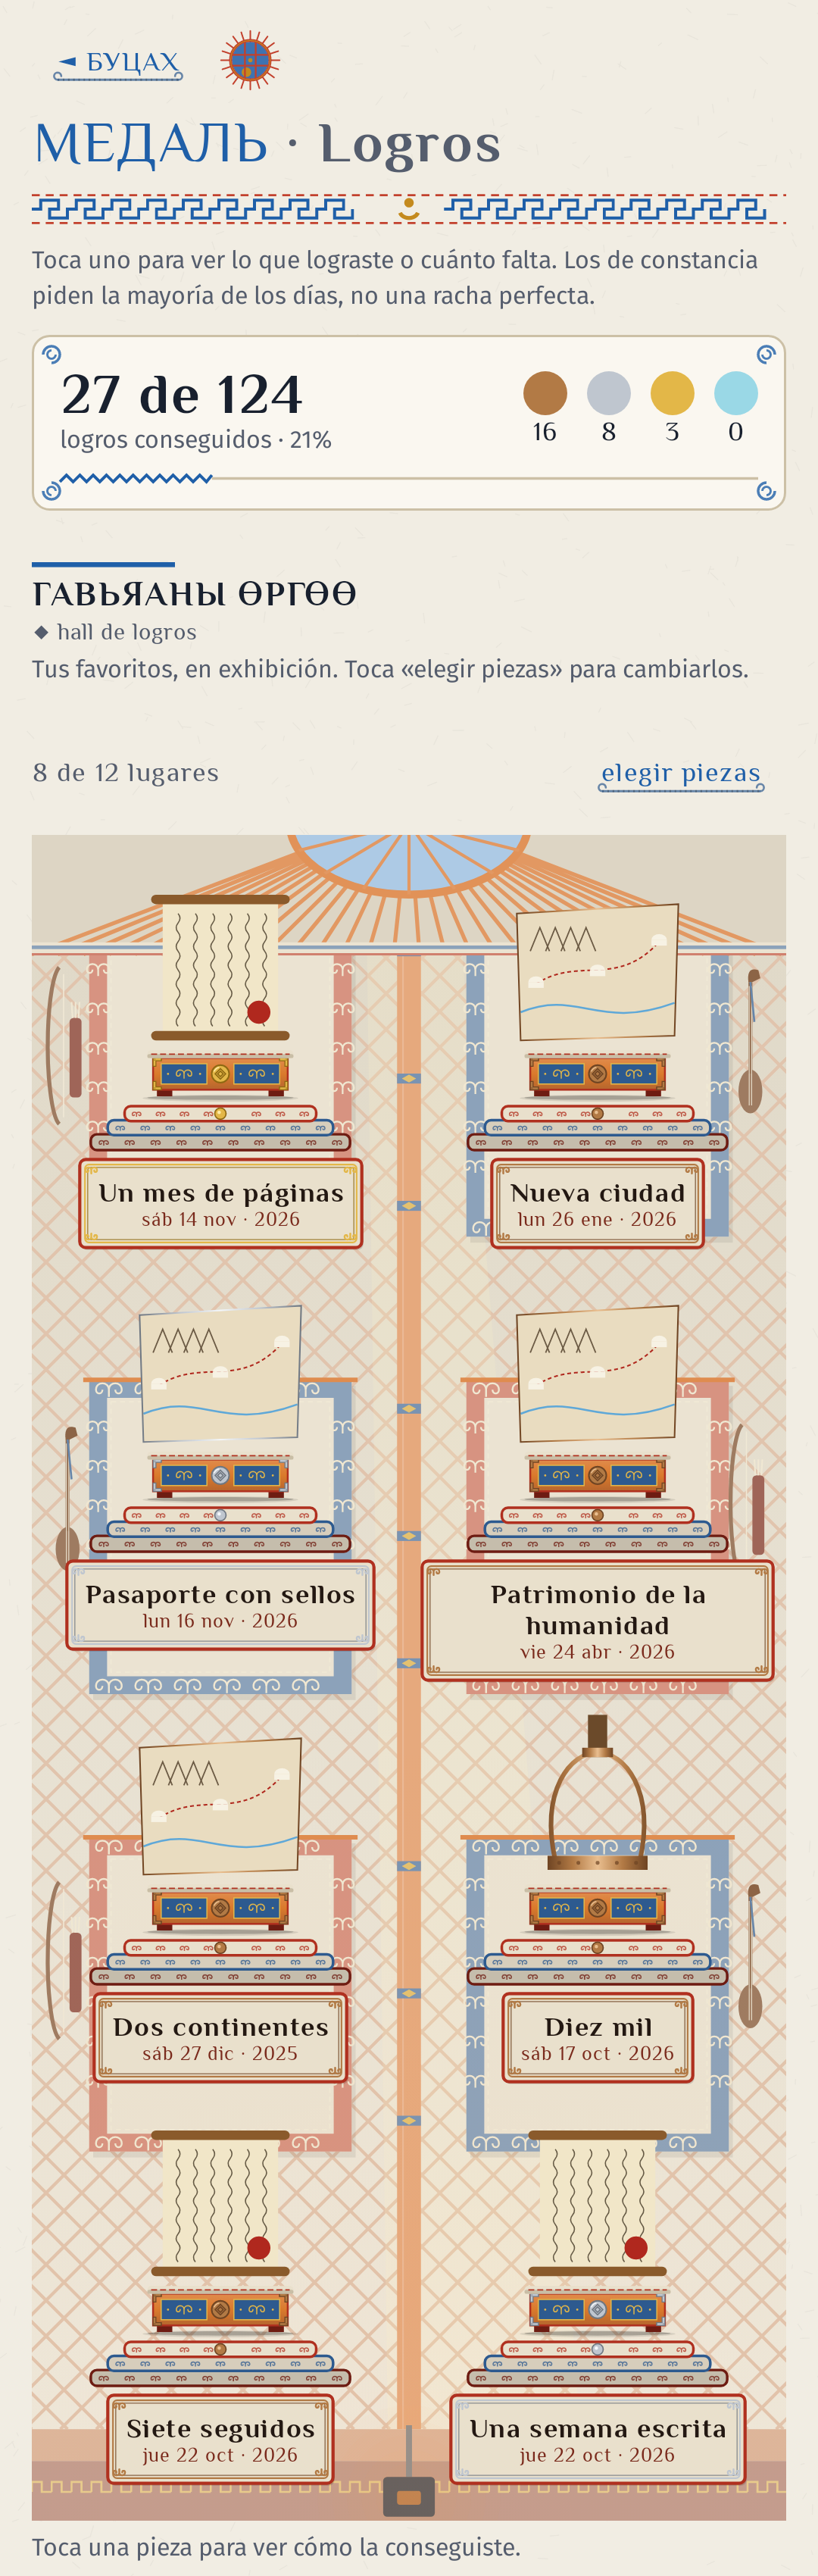 ◄ БУЦАХ
МЕДАЛЬ · Logros
Toca uno para ver lo que lograste o cuánto falta. Los de constancia
piden la mayoría de los días, no una racha perfecta.
27 de 124
logros conseguidos · 21%
16 8 3 0
ГАВЬЯАНЫ ӨРГӨӨ
◆ hall de logros
Tus favoritos, en exhibición. Toca «elegir piezas» para cambiarlos.
8 de 12 lugares
elegir piezas
Un mes de páginas
sáb 14 nov · 2026
Nueva ciudad
lun 26 ene · 2026
Pasaporte con sellos
lun 16 nov · 2026
Patrimonio de la
humanidad
vie 24 abr · 2026
Dos continentes
sáb 27 dic · 2025
Diez mil
sáb 17 oct · 2026
Siete seguidos
jue 22 oct · 2026
Una semana escrita
jue 22 oct · 2026
Toca una pieza para ver cómo la conseguiste.